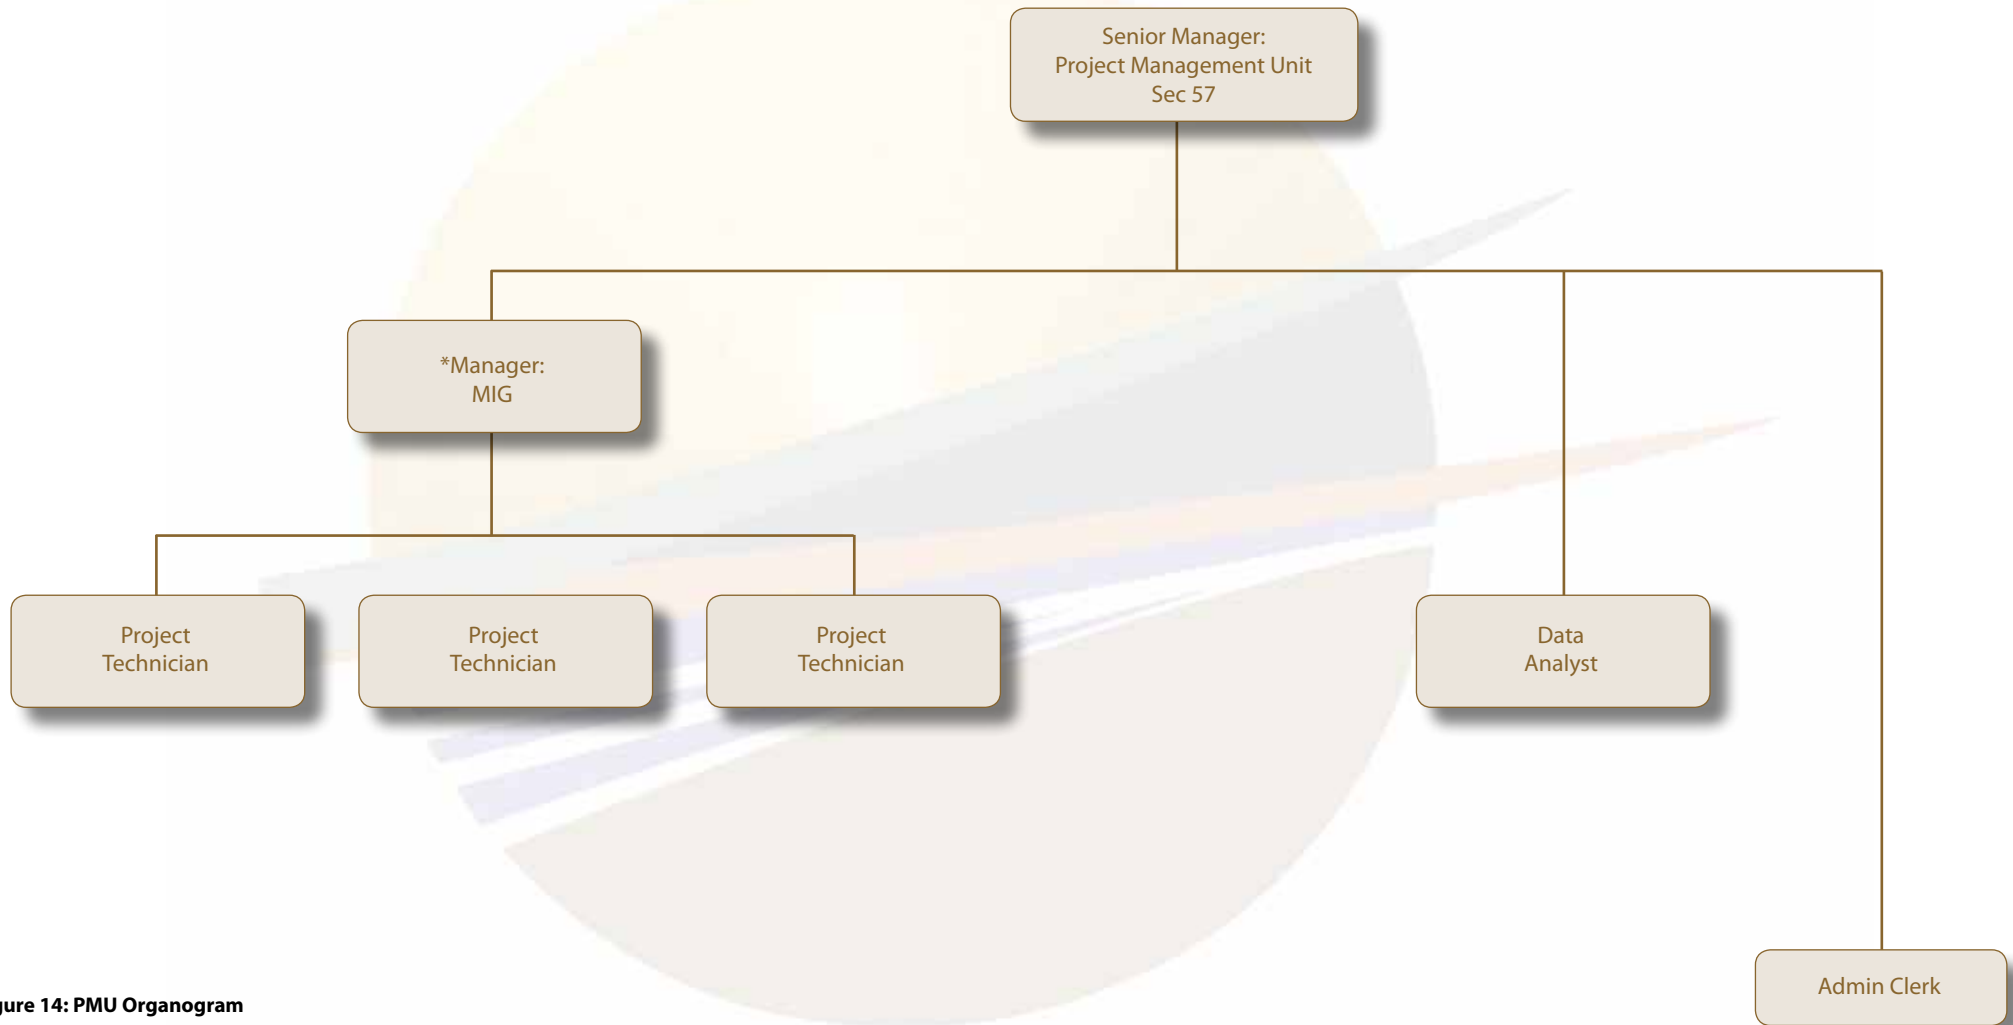 Senior Manager:
Project Management Unit
Sec 57
*Manager:
MIG
Project
Technician
Project
Technician
Project
Technician
Data
Analyst
Admin Clerk
gure 14: PMU Organogram